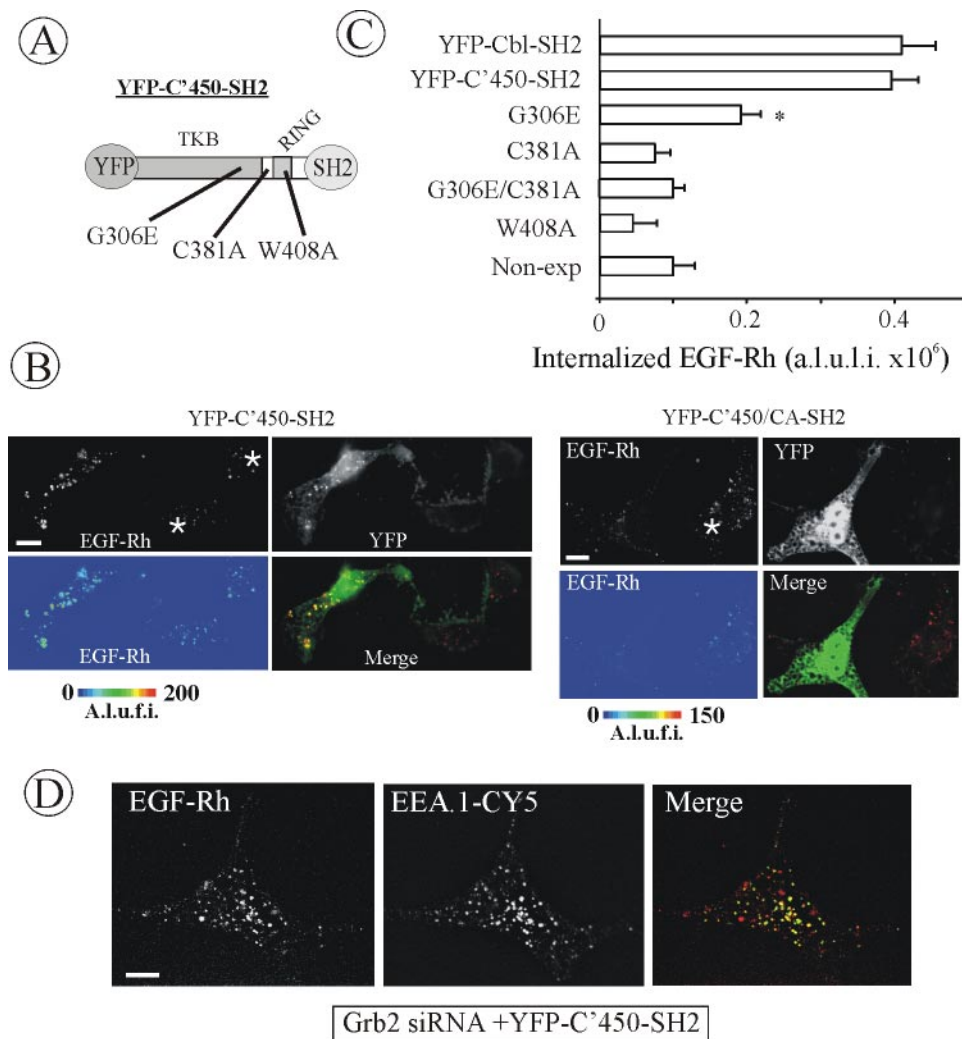 A
YFP-C'450-SH2
TKB
RING
YFP
SH2
G306E
C381A
W408A
C
YFP-Cbl-SH2
YFP-C'450-SH2
G306E
*
C381A
G306E/C381A
W408A
Non-exp
0
0.2
0.4
Internalized EGF-Rh (a.l.u.l.i. x10⁶)
B
YFP-C'450-SH2
*
*
EGF-Rh
YFP
EGF-Rh
Merge
0
200
A.l.u.f.i.
YFP-C'450/CA-SH2
EGF-Rh
*
YFP
EGF-Rh
Merge
0
150
A.l.u.f.i.
D
EGF-Rh
EEA.1-CY5
Merge
Grb2 siRNA +YFP-C'450-SH2